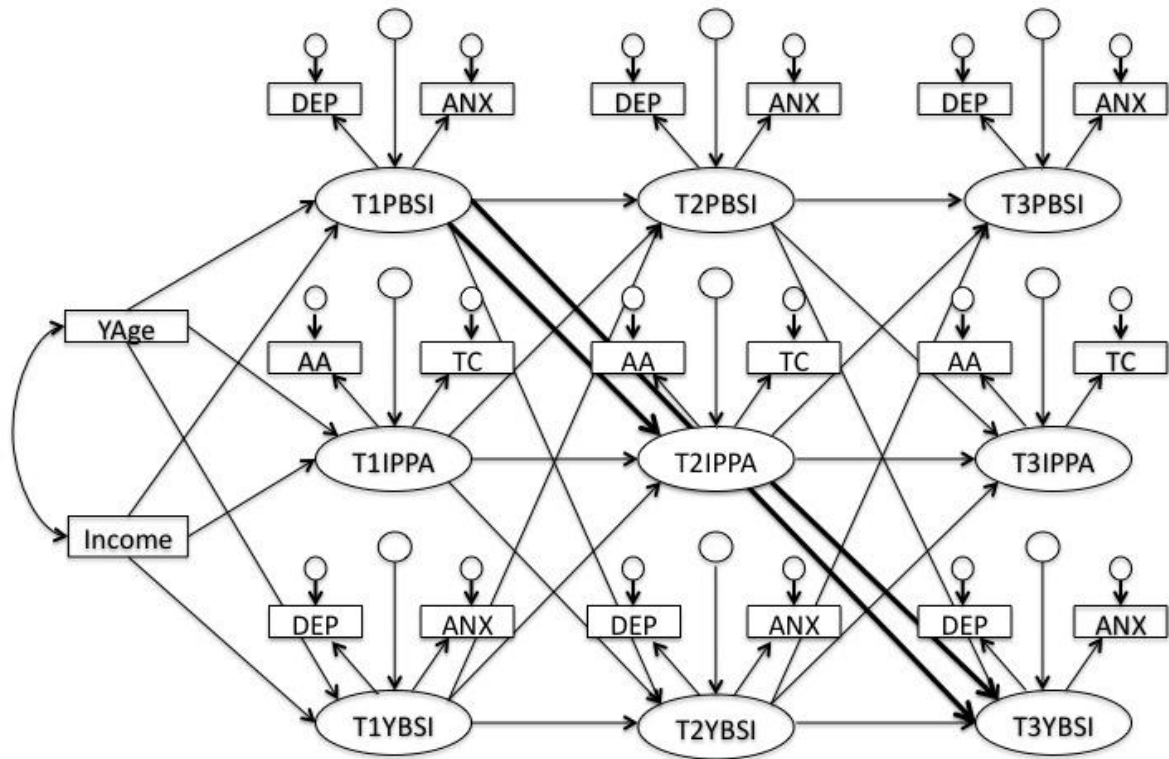 DEP ANX DEP ANX DEP ANX
T1PBSI T2PBSI T3PBSI
YAge
AA TC AA TC AA TC
T1IPPA T2IPPA T3IPPA
Income
DEP ANX DEP ANX DEP ANX
T1YBSI T2YBSI T3YBSI